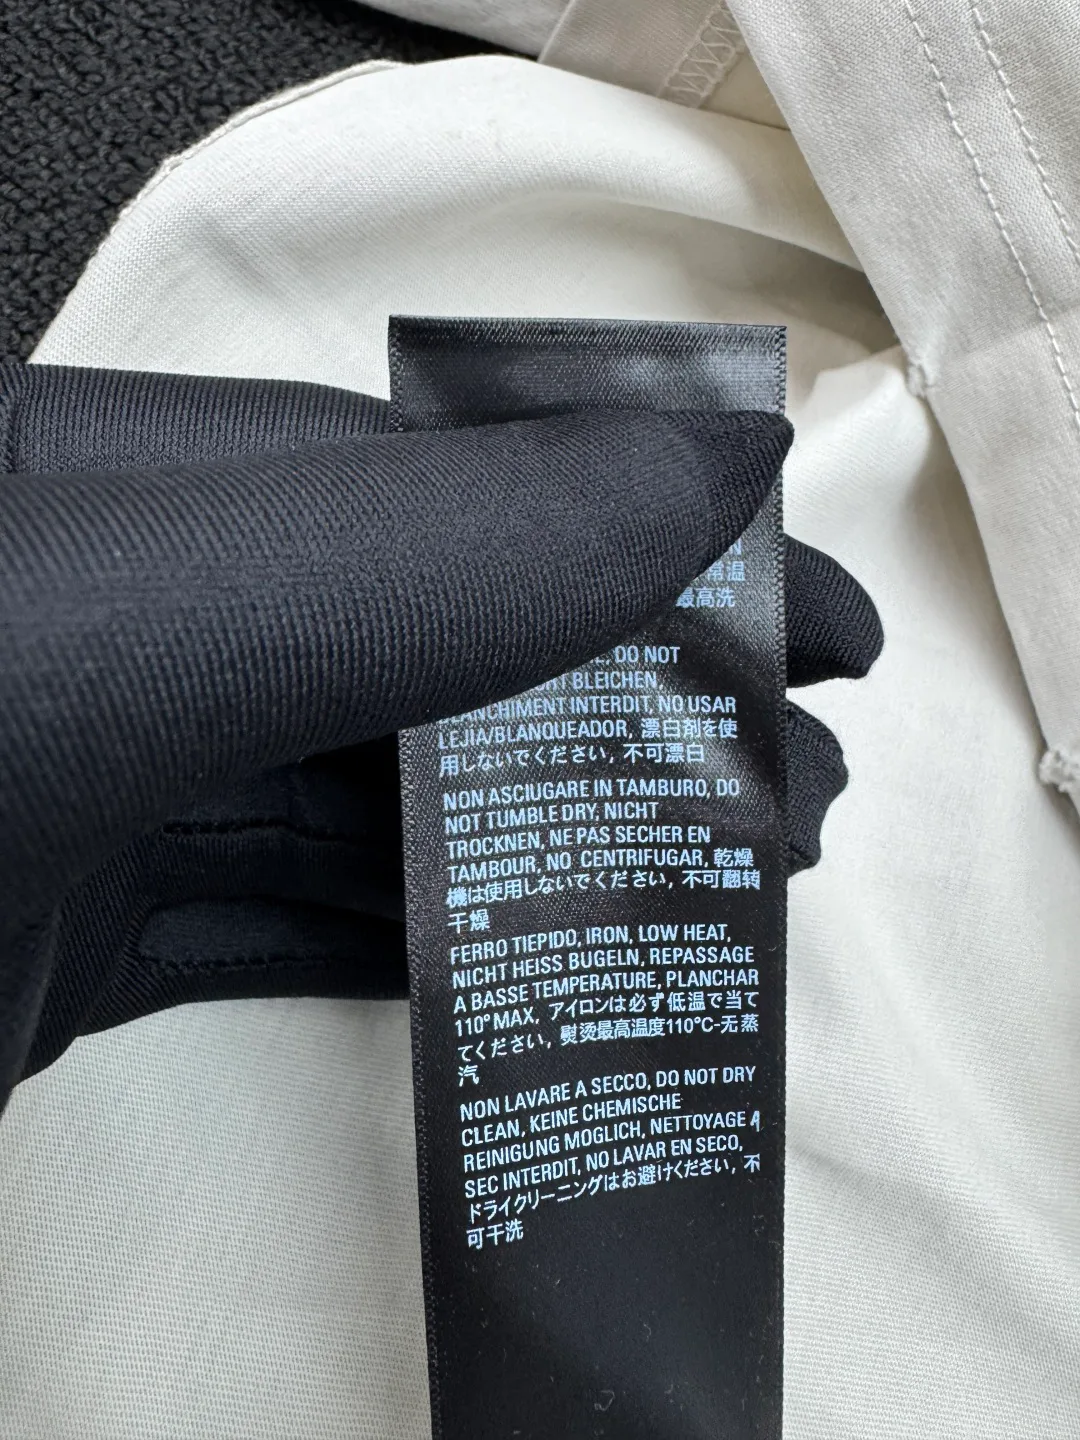 常温
最高洗
DO NOT
BLEICHEN,
INTERDIT, NO USAR
LEJIA/BLANQUEADOR, 漂白剤を使
用しないでください, 不可漂白
NON ASCIUGARE IN TAMBURO, DO
NOT TUMBLE DRY, NICHT
TROCKNEN, NE PAS SECHER EN
TAMBOUR, NO CENTRIFUGAR, 乾燥
機は使用しないでください, 不可翻转
干燥
FERRO TIEPIDO, IRON, LOW HEAT,
NICHT HEISS BUGELN, REPASSAGE
A BASSE TEMPERATURE, PLANCHAR
110° MAX, アイロンは必ず低温で当て
てください, 熨烫最高温度110°C-无蒸
汽
NON LAVARE A SECCO, DO NOT DRY
CLEAN, KEINE CHEMISCHE
REINIGUNG MOGLICH, NETTOYAGE A
SEC INTERDIT, NO LAVAR EN SECO,
ドライクリーニングはお避けください, 不
可干洗